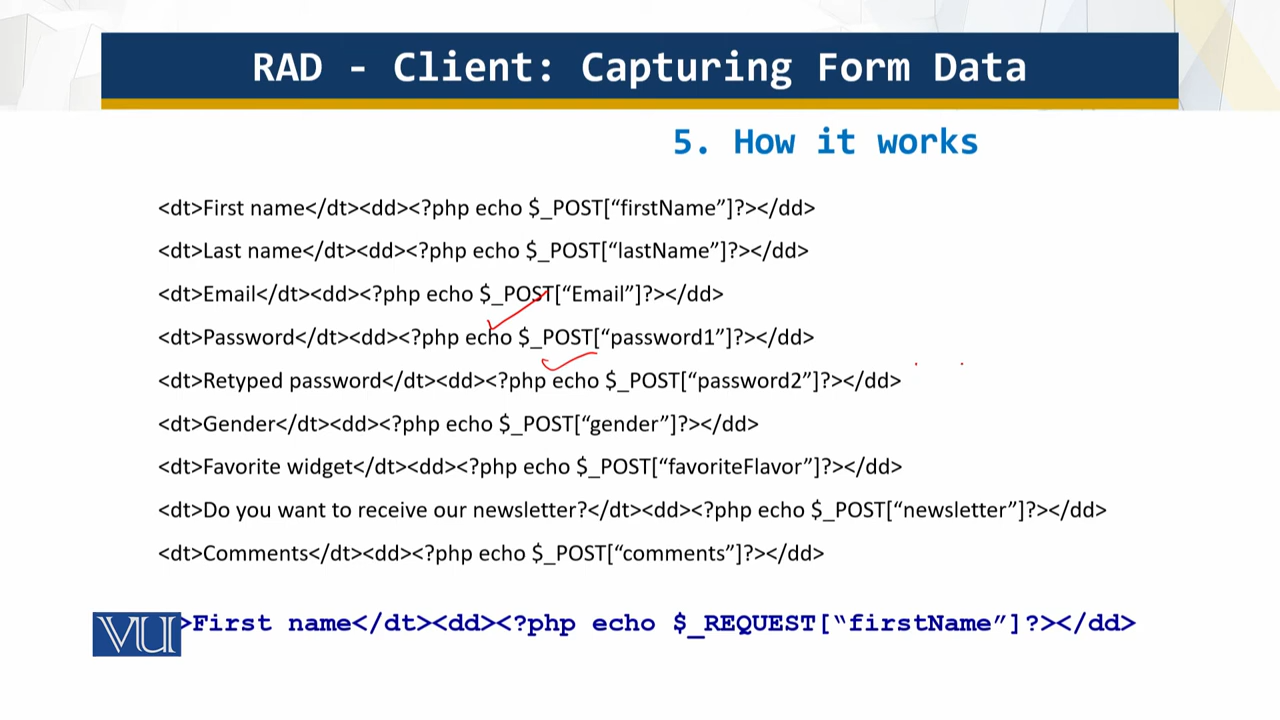 RAD - Client: Capturing Form Data
5. How it works
<dt>First name</dt><dd><?php echo $_POST[“firstName”]?></dd>
<dt>Last name</dt><dd><?php echo $_POST[“lastName”]?></dd>
<dt>Email</dt><dd><?php echo $_POST[“Email”]?></dd>
<dt>Password</dt><dd><?php echo $_POST[“password1”]?></dd>
<dt>Retyped password</dt><dd><?php echo $_POST[“password2”]?></dd>
<dt>Gender</dt><dd><?php echo $_POST[“gender”]?></dd>
<dt>Favorite widget</dt><dd><?php echo $_POST[“favoriteFlavor”]?></dd>
<dt>Do you want to receive our newsletter?</dt><dd><?php echo $_POST[“newsletter”]?></dd>
<dt>Comments</dt><dd><?php echo $_POST[“comments”]?></dd>
VU >First name</dt><dd><?php echo $_REQUEST[“firstName”]?></dd>